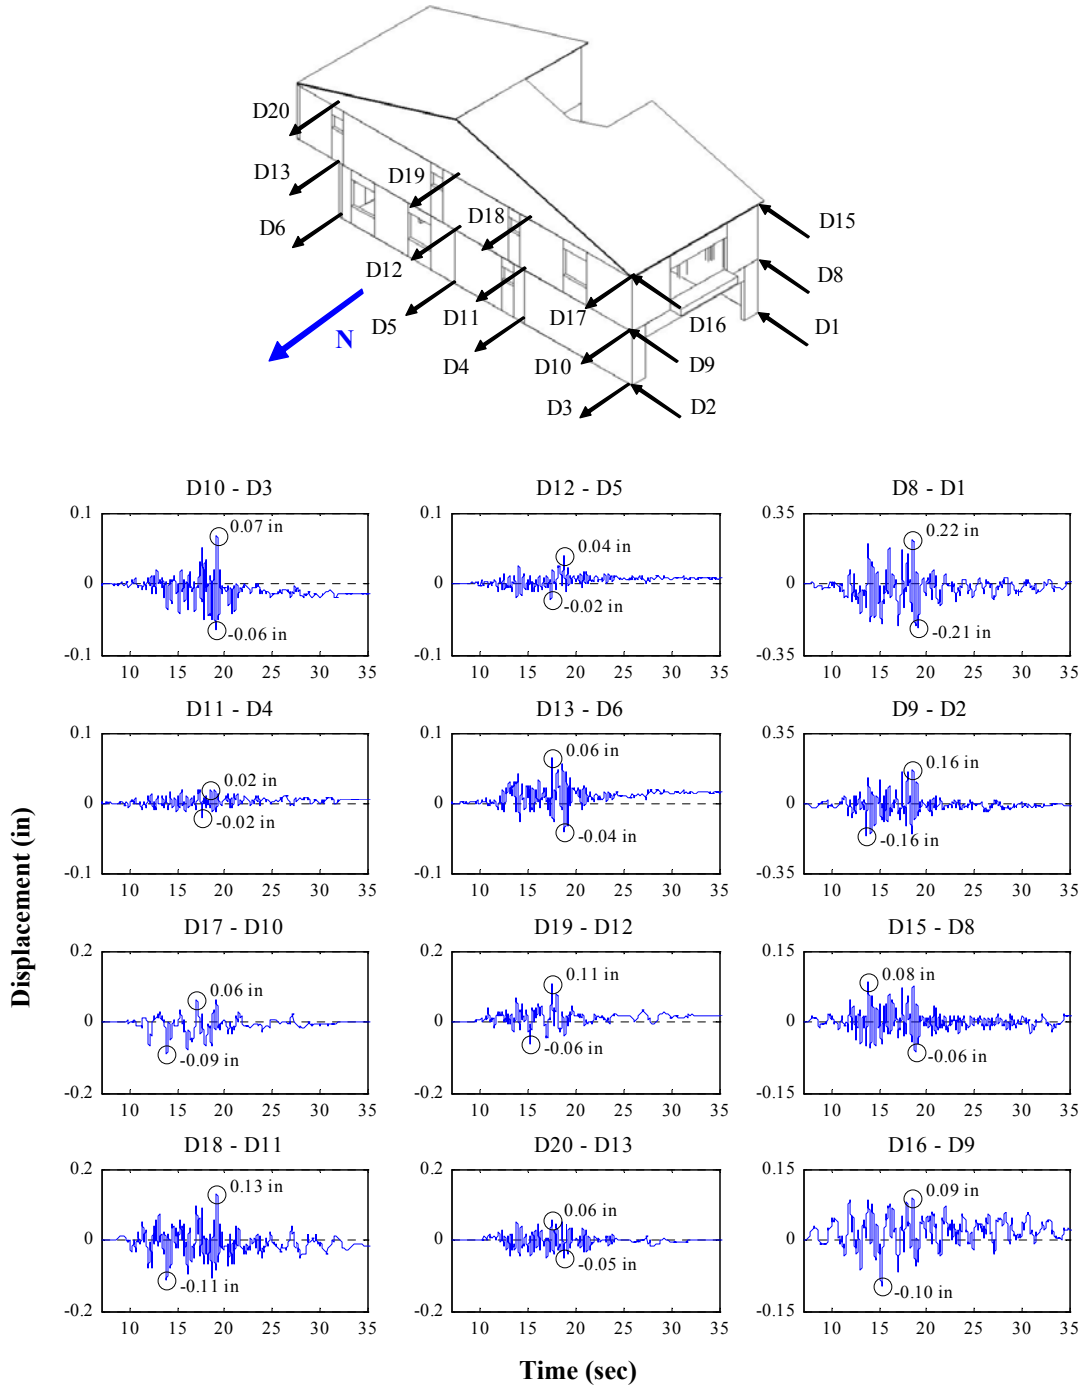 D20
D13
D19
D6
D18
D15
D12
D8
N
D5
D11
D17
D16
D1
D4
D10
D9
D3
D2
Displacement (in)
D10 - D3
0.1
0
-0.1
0.07 in
-0.06 in
10 15 20 25 30 35
D12 - D5
0.1
0
-0.1
0.04 in
-0.02 in
10 15 20 25 30 35
D8 - D1
0.35
0
-0.35
0.22 in
-0.21 in
10 15 20 25 30 35
D11 - D4
0.1
0
-0.1
0.02 in
-0.02 in
10 15 20 25 30 35
D13 - D6
0.1
0
-0.1
0.06 in
-0.04 in
10 15 20 25 30 35
D9 - D2
0.35
0
-0.35
0.16 in
-0.16 in
10 15 20 25 30 35
D17 - D10
0.2
0
-0.2
0.06 in
-0.09 in
10 15 20 25 30 35
D19 - D12
0.2
0
-0.2
0.11 in
-0.06 in
10 15 20 25 30 35
D15 - D8
0.15
0
-0.15
0.08 in
-0.06 in
10 15 20 25 30 35
D18 - D11
0.2
0
-0.2
0.13 in
-0.11 in
10 15 20 25 30 35
D20 - D13
0.2
0
-0.2
0.06 in
-0.05 in
10 15 20 25 30 35
D16 - D9
0.15
0
-0.15
0.09 in
-0.10 in
10 15 20 25 30 35
Time (sec)